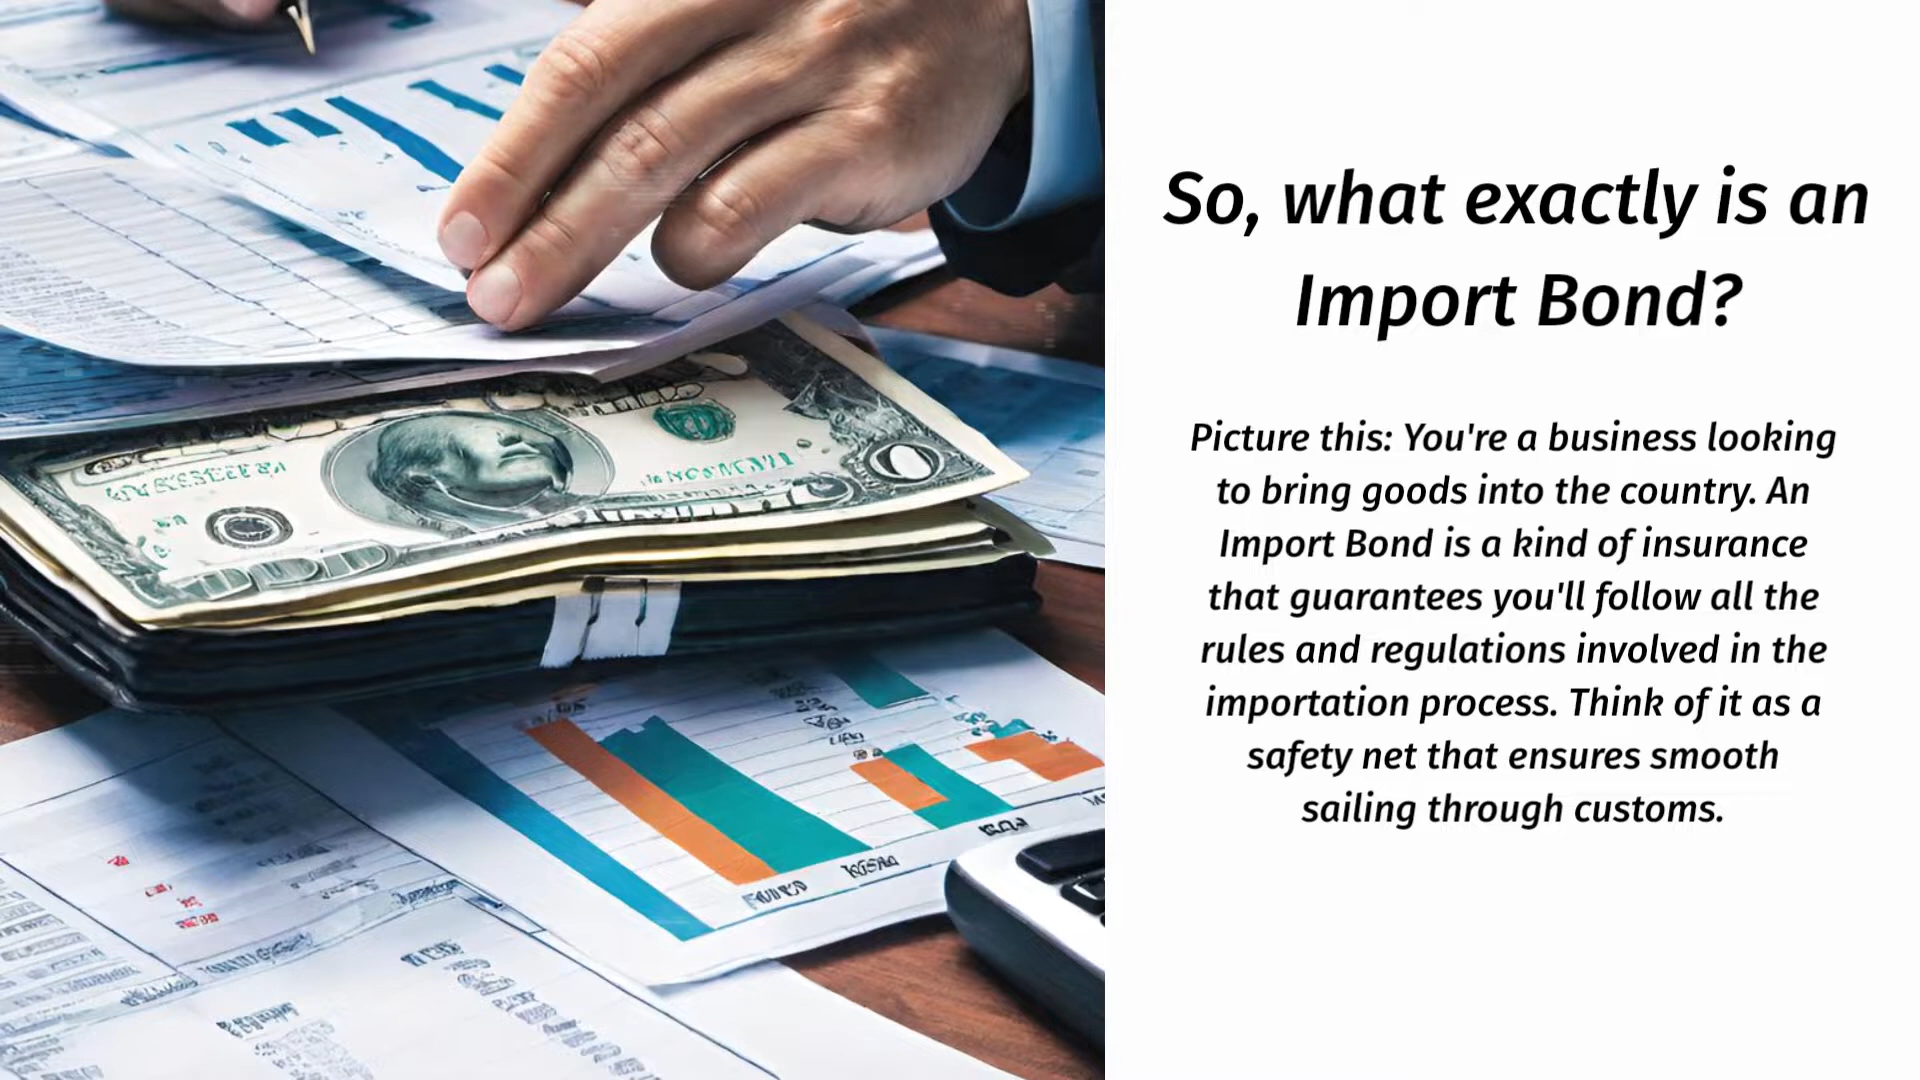 So, what exactly is an
Import Bond?
Picture this: You're a business looking
to bring goods into the country. An
Import Bond is a kind of insurance
that guarantees you'll follow all the
rules and regulations involved in the
importation process. Think of it as a
safety net that ensures smooth
sailing through customs.